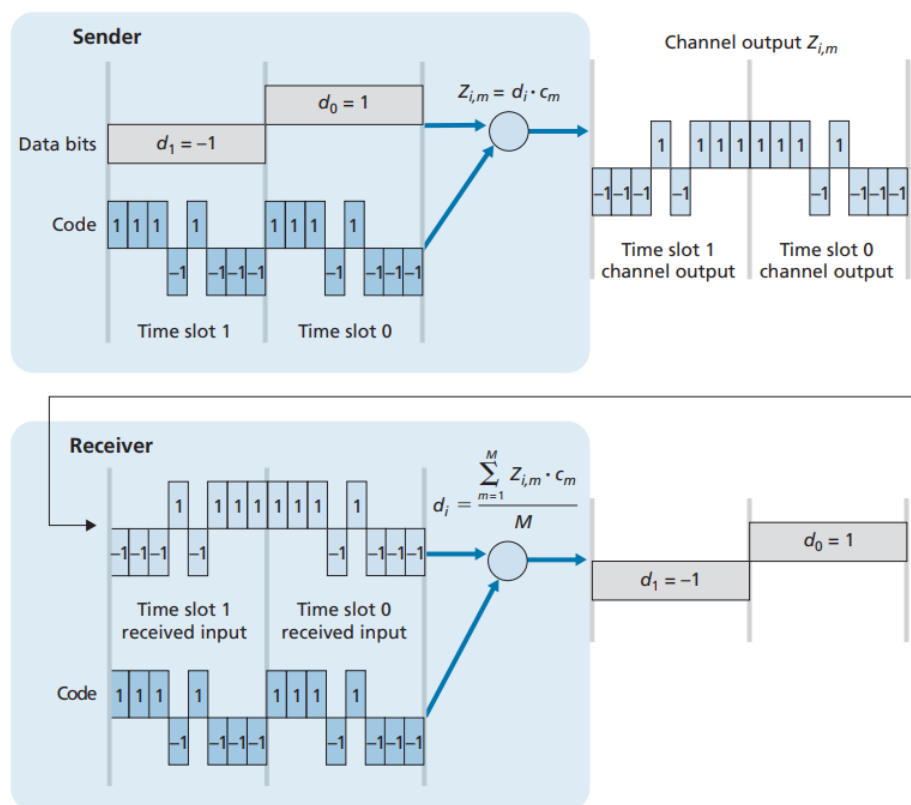 Sender
Channel output Z_{i,m}
d_0 = 1
Z_{i,m} = d_i · c_m
Data bits
d_1 = –1
1 1 1 1 1 1 1 1
–1 –1 –1 –1 –1 –1 –1 –1
Code
1 1 1 1 1 1 1 1
–1 –1 –1 –1 –1 –1 –1 –1
Time slot 1 channel output
Time slot 0 channel output
Time slot 1
Time slot 0
Receiver
1 1 1 1 1 1 1 1
–1 –1 –1 –1 –1 –1 –1 –1
d_i = \frac{\sum_{m=1}^{M} Z_{i,m} · c_m}{M}
d_0 = 1
d_1 = –1
Time slot 1 received input
Time slot 0 received input
Code
1 1 1 1 1 1 1 1
–1 –1 –1 –1 –1 –1 –1 –1